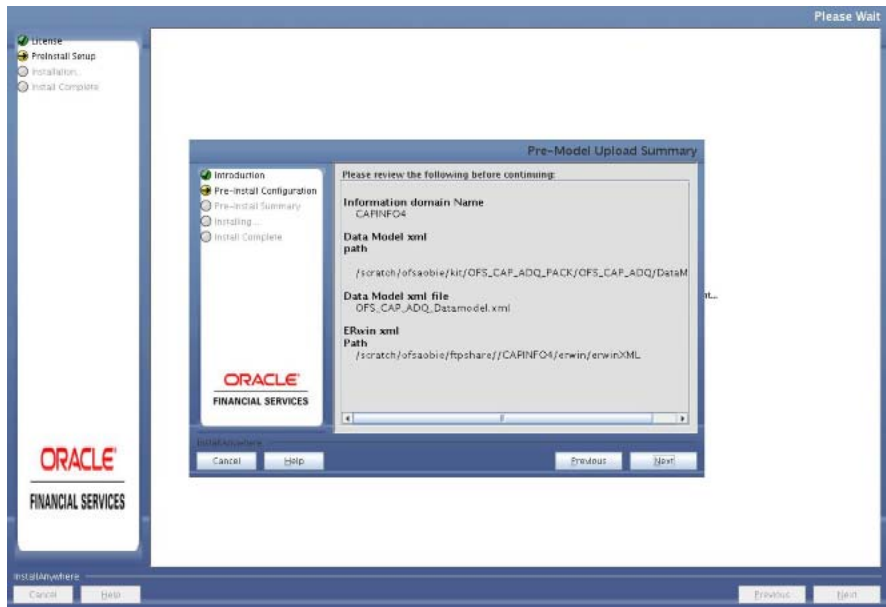 Please Wait
License
PreInstall Setup
Installation...
Install Complete
Pre-Model Upload Summary
Introduction
Pre-Install Configuration
Pre-Install Summary
Installing ...
Install Complete
Please review the following before continuing:
Information domain Name
CAPINFO4
Data Model xml
path
/scratch/ofsaobie/kit/OFS_CAP_ADQ_PACK/OFS_CAP_ADQ/DataM
Data Model xml file
OFS_CAP_ADQ_Datamodel.xml
ERwin xml
Path
/scratch/ofsaobie/ftpshare//CAPINFO4/erwin/erwinXML
nt...
ORACLE
FINANCIAL SERVICES
InstallAnywhere
Cancel Help Previous Next
ORACLE
FINANCIAL SERVICES
InstallAnywhere
Cancel Help Previous Next